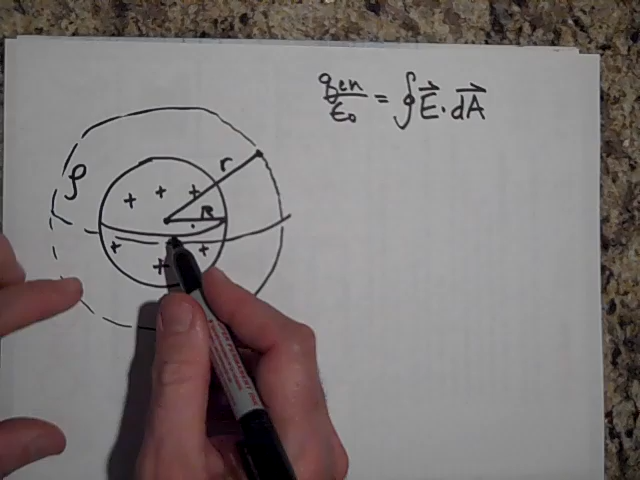 q_en/ε₀ = ∮ E⃗ · dA⃗
ρ
r
+ + +
R
+ + +